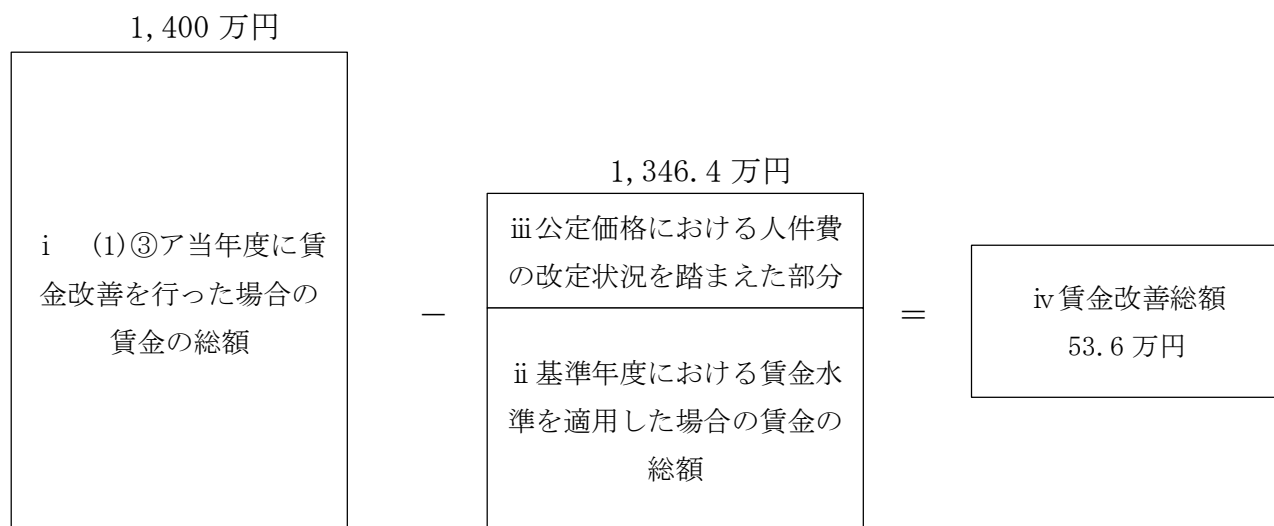 1,400 万円
ⅰ (1)③ア当年度に賃
金改善を行った場合の
賃金の総額
－
1,346.4 万円
ⅲ公定価格における人件費
の改定状況を踏まえた部分
ⅱ基準年度における賃金水
準を適用した場合の賃金の
総額
＝
ⅳ賃金改善総額
53.6 万円